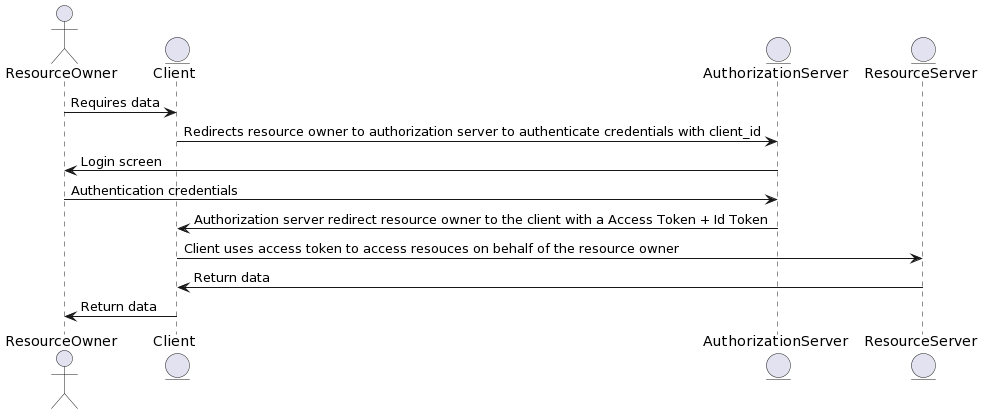 ResourceOwner
Client
AuthorizationServer
ResourceServer
Requires data
Redirects resource owner to authorization server to authenticate credentials with client_id
Login screen
Authentication credentials
Authorization server redirect resource owner to the client with a Access Token + Id Token
Client uses access token to access resouces on behalf of the resource owner
Return data
Return data
ResourceOwner
Client
AuthorizationServer
ResourceServer